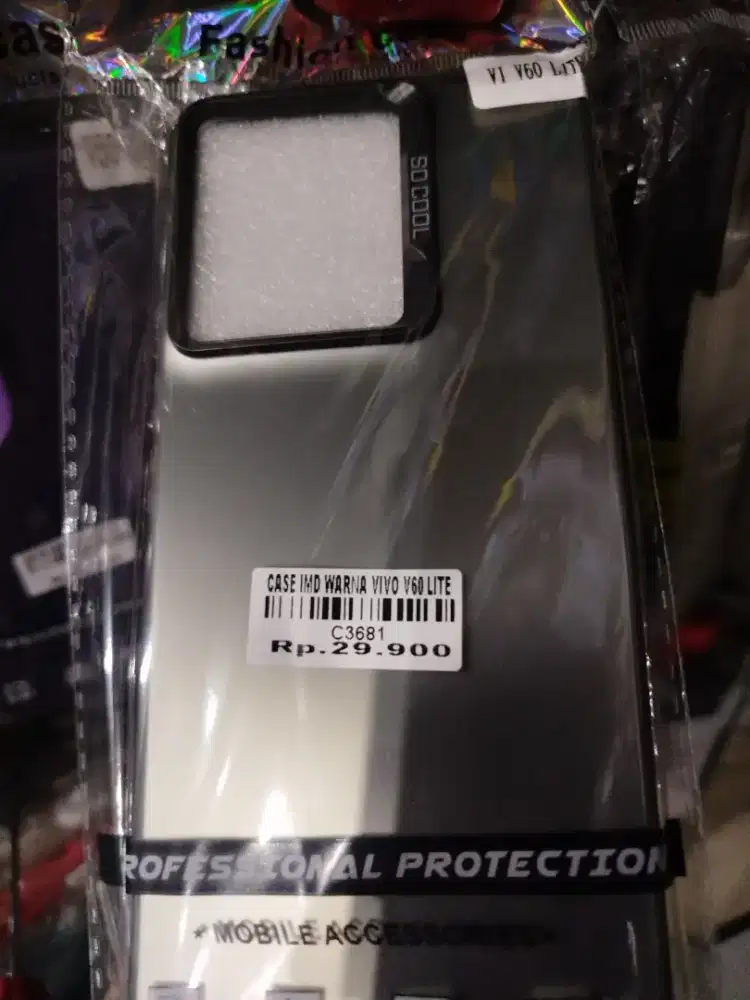 Fashion
VI V60 LITE
SO COOL
CASE IMD WARNA VIVO V60 LITE
C3681
Rp.29.900
ROFESSIONAL PROTECTION
*MOBILE ACCESSORIES*